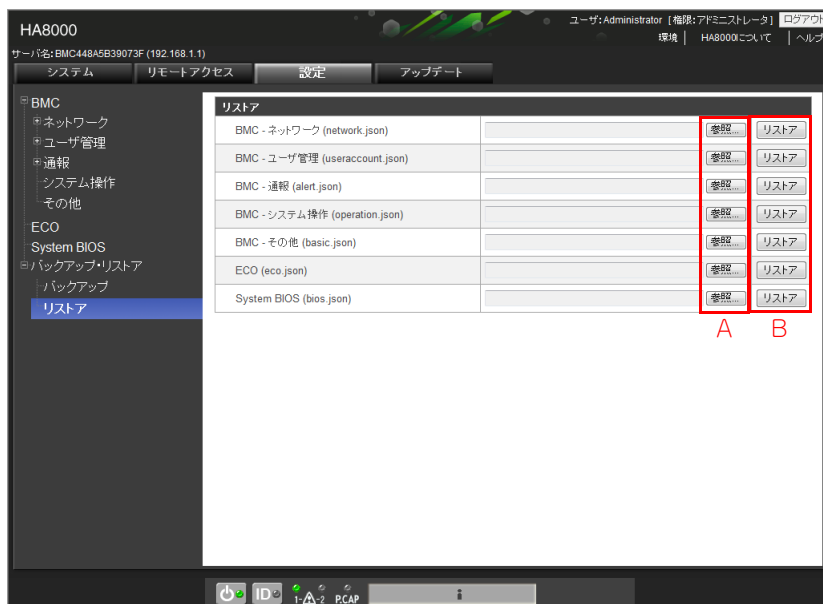 HA8000
ユーザ:Administrator [権限:アドミニストレータ] ログアウト
環境 | HA8000について | ヘルプ
サーバ名:BMC448A5B39073F (192.168.1.1)
システム リモートアクセス 設定 アップデート
BMC
ネットワーク
ユーザ管理
通報
システム操作
その他
ECO
System BIOS
バックアップ・リストア
バックアップ
リストア
リストア
BMC - ネットワーク (network.json) 参照... リストア
BMC - ユーザ管理 (useraccount.json) 参照... リストア
BMC - 通報 (alert.json) 参照... リストア
BMC - システム操作 (operation.json) 参照... リストア
BMC - その他 (basic.json) 参照... リストア
ECO (eco.json) 参照... リストア
System BIOS (bios.json) 参照... リストア
A B
ID 1-⚠-2 P.CAP i